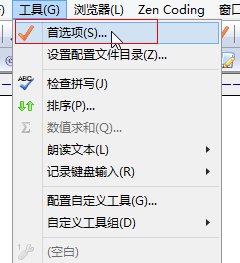 工具(G) 浏览器(L) Zen Coding
首选项(S)...
设置配置文件目录(Z)...
检查拼写(J)
排序(P)...
数值求和(Q)...
朗读文本(L)
记录键盘输入(R)
配置自定义工具(G)...
自定义工具组(D)
(空白)